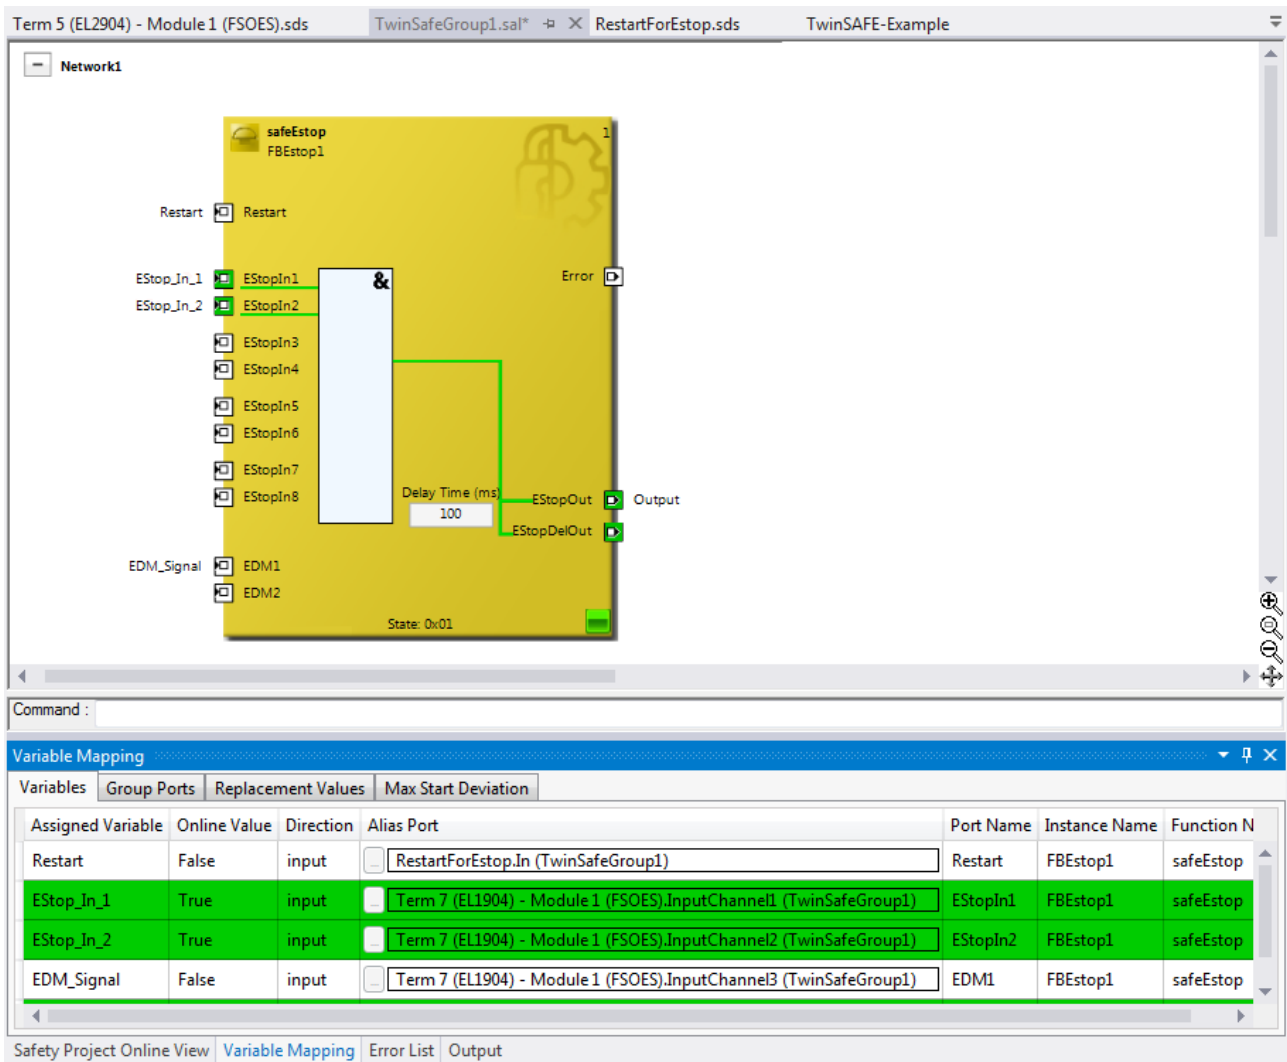 Term 5 (EL2904) - Module 1 (FSOES).sds TwinSafeGroup1.sal* RestartForEstop.sds TwinSAFE-Example
Network1
safeEstop 1
FBEstop1
Restart Restart
EStop_In_1 EStopIn1 & Error
EStop_In_2 EStopIn2
EStopIn3
EStopIn4
EStopIn5
EStopIn6
EStopIn7
EStopIn8 Delay Time (ms) EStopOut Output
100
EStopDelOut
EDM_Signal EDM1
EDM2
State: 0x01
Command :
Variable Mapping
Variables Group Ports Replacement Values Max Start Deviation
Assigned Variable Online Value Direction Alias Port Port Name Instance Name Function N
Restart False input ... RestartForEstop.In (TwinSafeGroup1) Restart FBEstop1 safeEstop
EStop_In_1 True input ... Term 7 (EL1904) - Module 1 (FSOES).InputChannel1 (TwinSafeGroup1) EStopIn1 FBEstop1 safeEstop
EStop_In_2 True input ... Term 7 (EL1904) - Module 1 (FSOES).InputChannel2 (TwinSafeGroup1) EStopIn2 FBEstop1 safeEstop
EDM_Signal False input ... Term 7 (EL1904) - Module 1 (FSOES).InputChannel3 (TwinSafeGroup1) EDM1 FBEstop1 safeEstop
Safety Project Online View Variable Mapping Error List Output